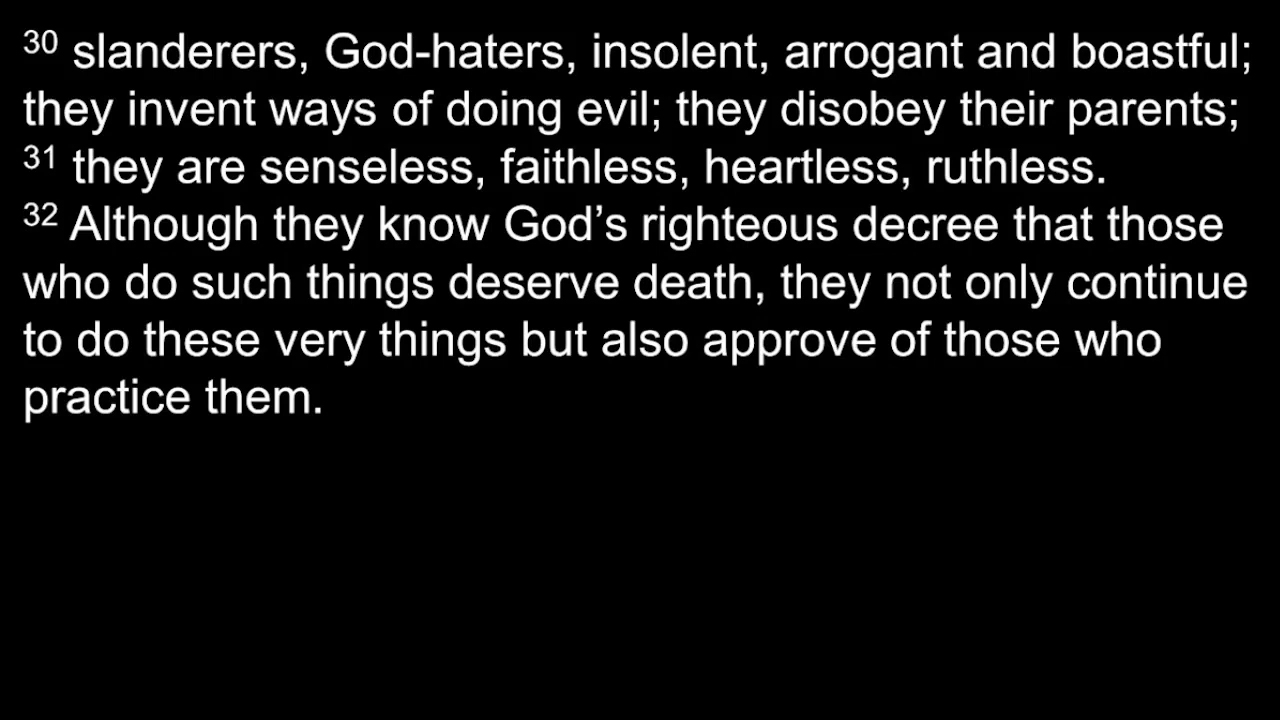 30 slanderers, God-haters, insolent, arrogant and boastful;
they invent ways of doing evil; they disobey their parents;
31 they are senseless, faithless, heartless, ruthless.
32 Although they know God’s righteous decree that those
who do such things deserve death, they not only continue
to do these very things but also approve of those who
practice them.